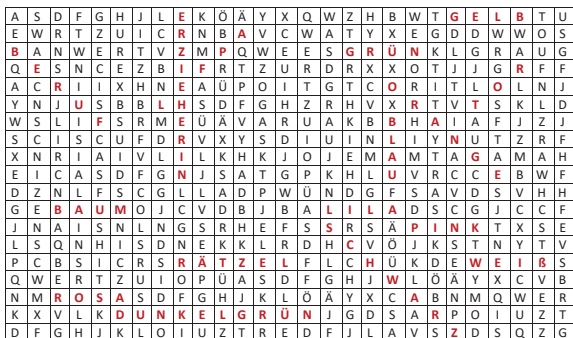 A S D F G H J L E K Ö Ä Y X Q W Z H B W T G E L B T U
E W R T Z U I C R N B A V C W A T Y X E G D D W W O S
B A N W E R T V Z M P Q W E E S G R Ü N K L G R A U G
Q E S N C E Z B I F R T Z U R D R X X O T J J G R F F
A C R I I X H N E A Ü P O I T G T C O R I T L O L N J
Y N J U S B B L H S D F G H Z R H V X R T V T S K L D
W S L I F S R M E Ü Ä V A R U A K B B H A I A F J Z J
S C I S C U F D R V X Y S D I U I N L I Y N U T Z R F
X N R I A I V L I L K H K J O J E M A M T A G A M A H
E I C A S D F G N J S A T G P K H L U V R C C E B W F
D Z N L F S C G L L A D P W Ü N D G F S A V D S V H H
G E B A U M O J C V D B J B A L I L A D S C G J C C F
J N A I S N L N G S R H E F S S R S Ä P I N K T X S E
L S Q N H I S D N E K K L R D H C V Ö J K S T N Y T V
P C B S I C R S R Ä T Z E L F L C H Ü K D E W E I ß S
Q W E R T Z U I O P Ü A S D F G H J W L Ö Ä Y X C V B
N M R O S A S D F G H J K L Ö Ä Y X C A B N M Q W E R
K X V L K D U N K E L G R Ü N J G D S A R P O I U Z T
D F G H J K L O I U Z T R E D F J L A V S Z D S Q Z G